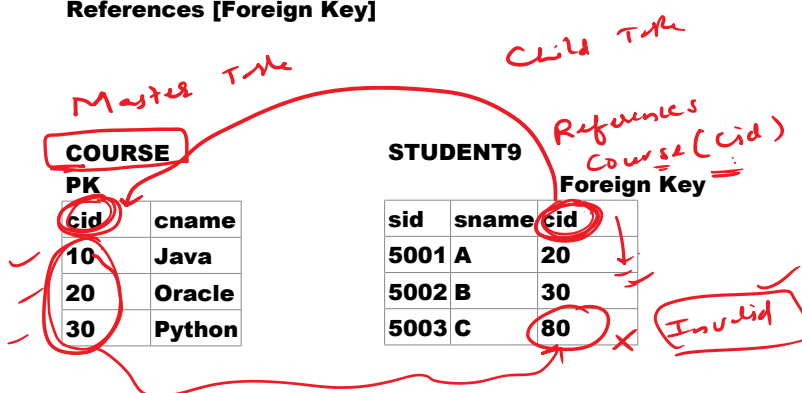 References [Foreign Key]
Master Table
Child Table
References
Course(Cid)
COURSE
STUDENT9
PK
Foreign Key
cid cname
10 Java
20 Oracle
30 Python
sid sname cid
5001 A 20
5002 B 30
5003 C 80
Invalid